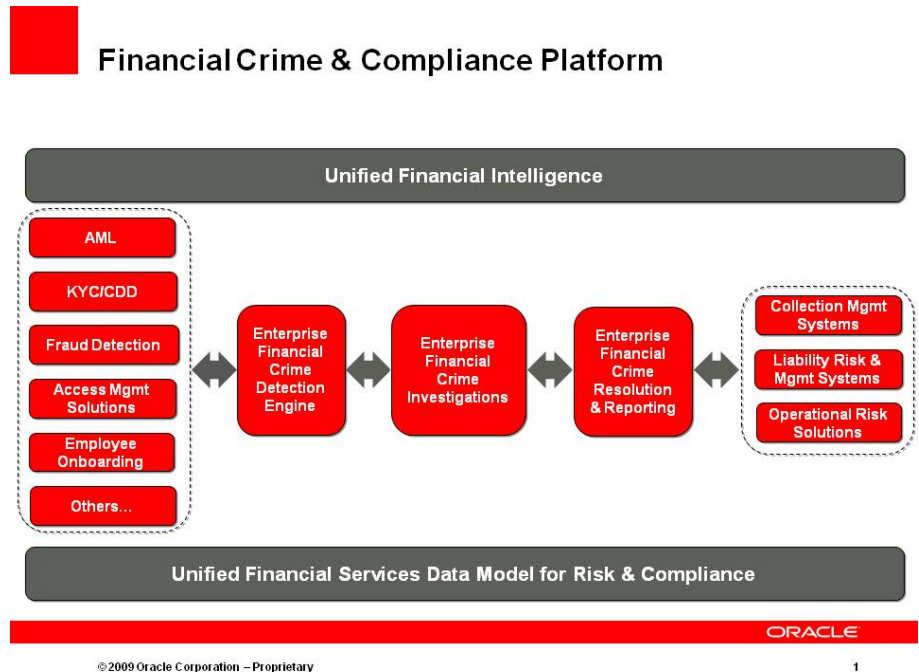 Financial Crime & Compliance Platform
Unified Financial Intelligence
AML
KYC/CDD
Fraud Detection
Access Mgmt
Solutions
Employee
Onboarding
Others...
Enterprise
Financial
Crime
Detection
Engine
Enterprise
Financial
Crime
Investigations
Enterprise
Financial
Crime
Resolution
& Reporting
Collection Mgmt
Systems
Liability Risk &
Mgmt Systems
Operational Risk
Solutions
Unified Financial Services Data Model for Risk & Compliance
ORACLE
©2009 Oracle Corporation – Proprietary
1